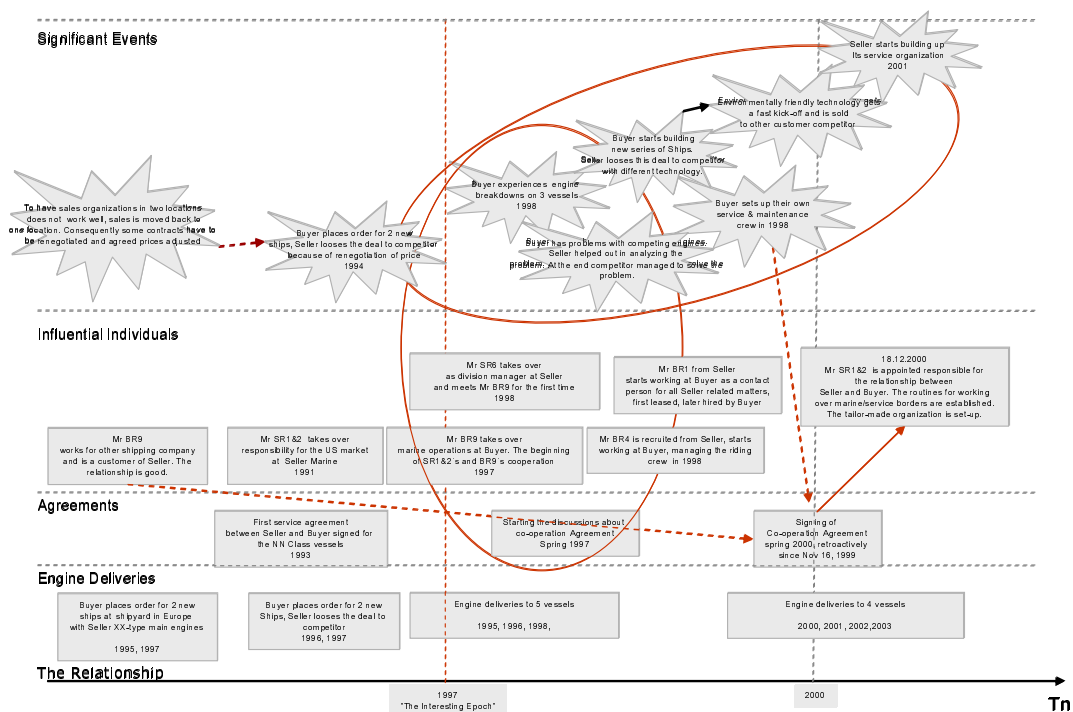 Significant Events
Seller starts building up
Its service organization
2001
Environmentally friendly technology gets
a fast kick-off and is sold
to other customer competitor
Buyer starts building
new series of Ships.
Seller looses this deal to competitor
with different technology.
Buyer experiences engine
breakdowns on 3 vessels
1998
To have sales organizations in two locations
does not work well, sales is moved back to
one location. Consequently some contracts have to
be renegotiated and agreed prices adjusted
Buyer places order for 2 new
ships, Seller looses the deal to competitor
because of renegotiation of price
1994
Buyer has problems with competing engines.
Seller helped out in analyzing the
problem. At the end competitor managed to solve the
problem.
Buyer sets up their own
service & maintenance
crew in 1998
Influential Individuals
Mr SR6 takes over
as division manager at Seller
and meets Mr BR9 for the first time
1998
Mr BR1 from Seller
starts working at Buyer as a contact
person for all Seller related matters,
first leased, later hired by Buyer
18.12.2000
Mr SR1&2 is appointed responsible for
the relationship between
Seller and Buyer. The routines for working
over marine/service borders are established.
The tailor-made organization is set-up.
Mr BR9
works for other shipping company
and is a customer of Seller. The
relationship is good.
Mr SR1&2 takes over
responsibility for the US market
at Seller Marine
1991
Mr BR9 takes over
marine operations at Buyer. The beginning
of SR1&2´s and BR9´s cooperation
1997
Mr BR4 is recruited from Seller, starts
working at Buyer, managing the riding
crew in 1998
Agreements
First service agreement
between Seller and Buyer signed for
the NN Class vessels
1993
Starting the discussions about
co-operation Agreement
Spring 1997
Signing of
Co-operation Agreement
spring 2000, retroactively
since Nov 16, 1999
Engine Deliveries
Buyer places order for 2 new
ships at shipyard in Europe
with Seller XX-type main engines
1995, 1997
Buyer places order for 2 new
Ships, Seller looses the deal to
competitor
1996, 1997
Engine deliveries to 5 vessels
1995, 1996, 1998,
Engine deliveries to 4 vessels
2000, 2001, 2002,2003
The Relationship
1997
"The Interesting Epoch"
2000
Tn